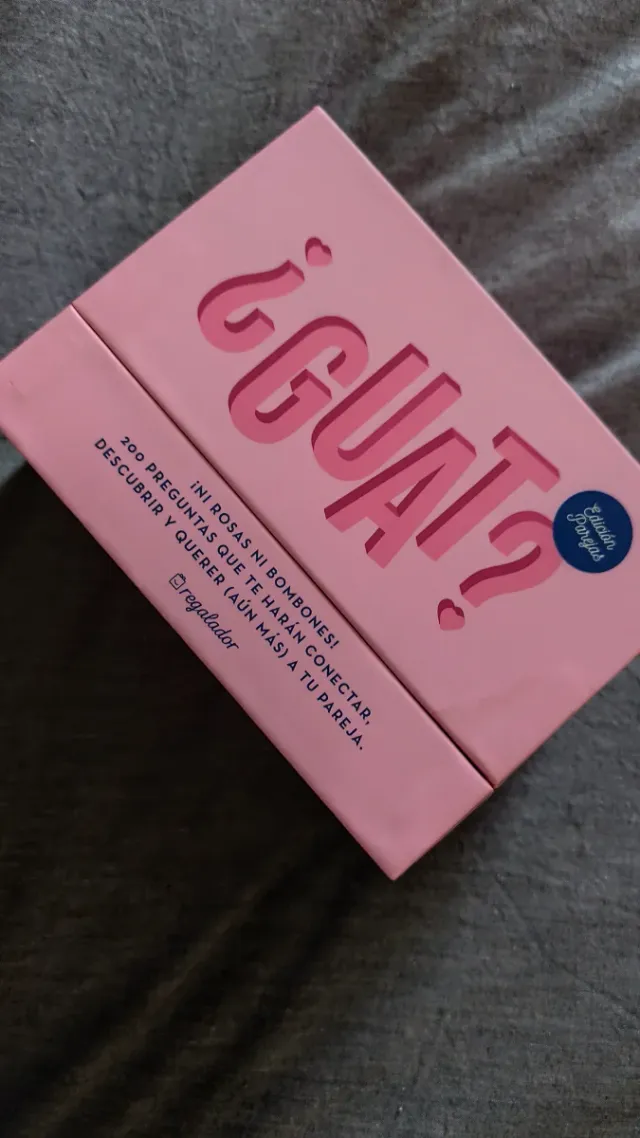 ¿GUAT?
Edición
Parejas
¡NI ROSAS NI BOMBONES!
200 PREGUNTAS QUE TE HARÁN CONECTAR,
DESCUBRIR Y QUERER (AÚN MÁS) A TU PAREJA.
regalador